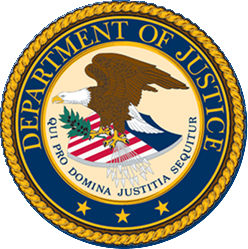 DEPARTMENT OF JUSTICE
QUI PRO DOMINA JUSTITIA SEQUITUR